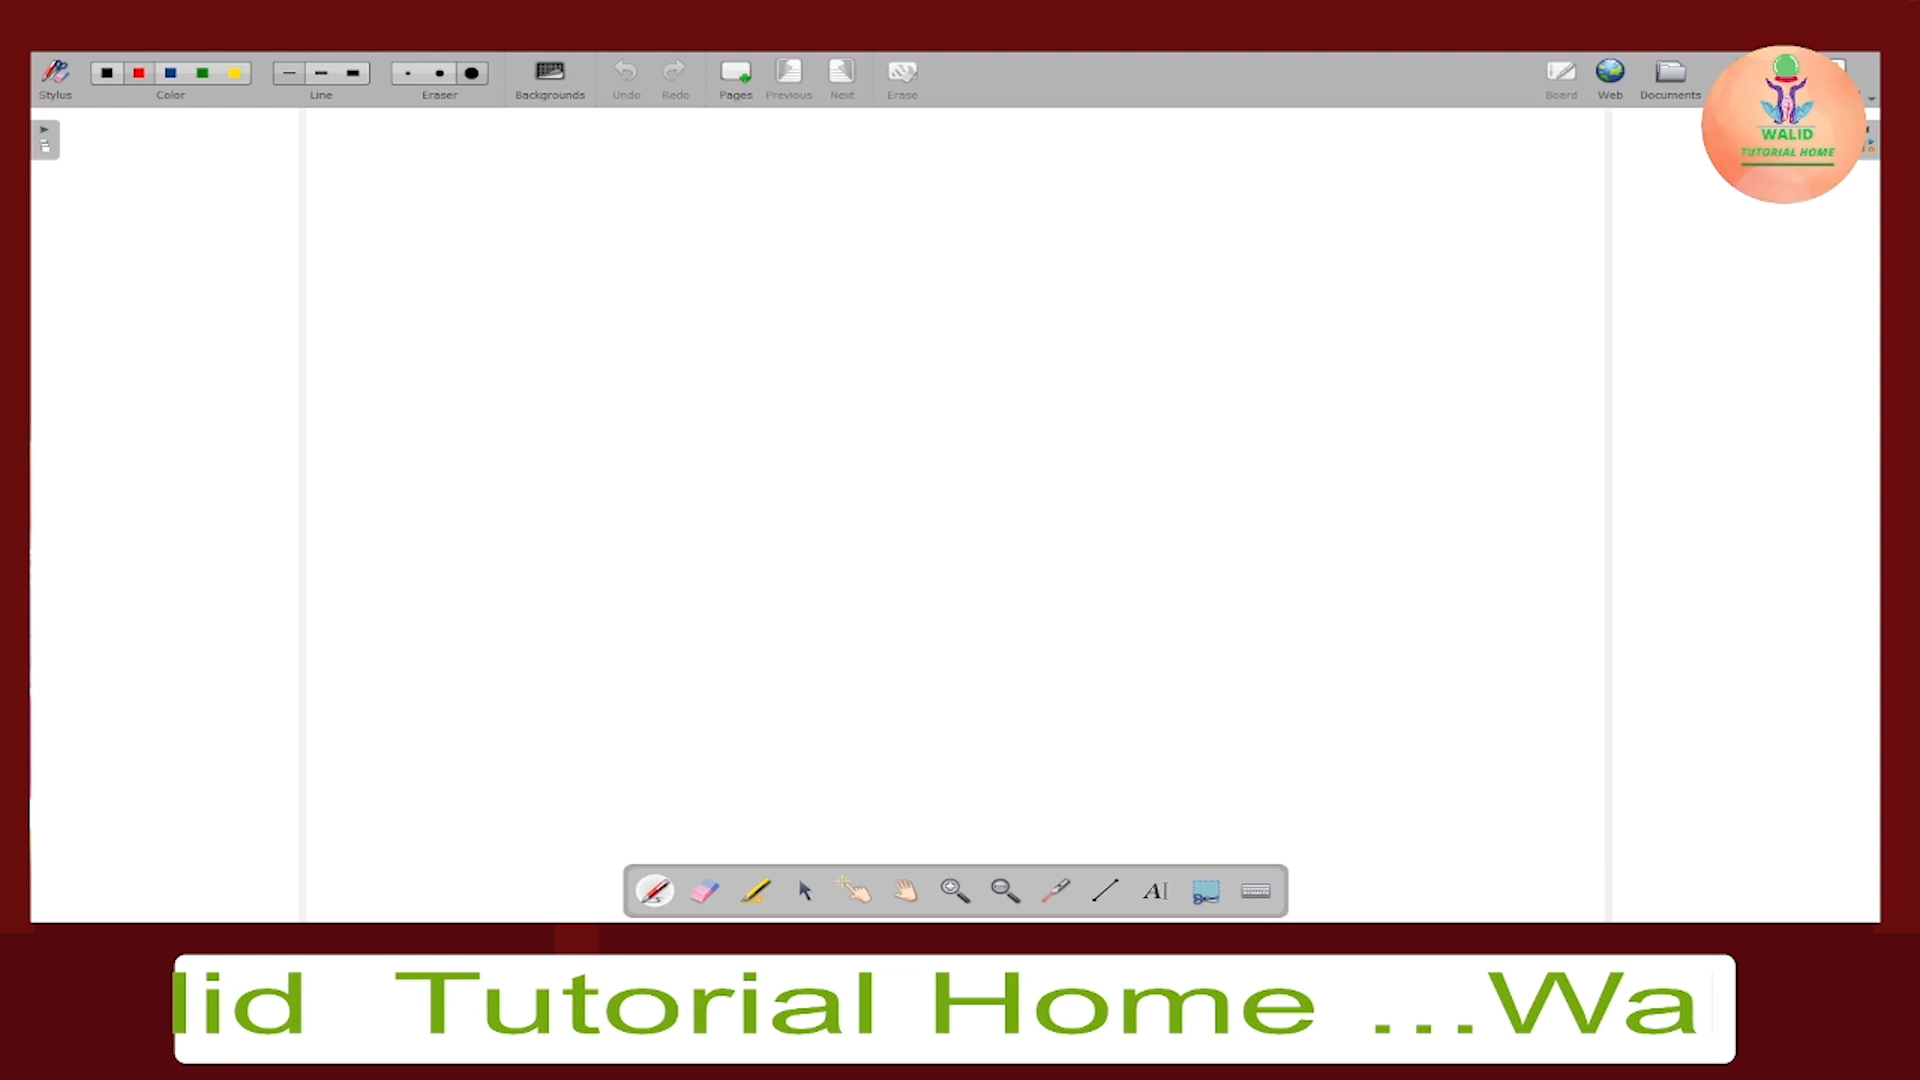 Stylus Color Line Eraser Backgrounds Undo Redo Pages Previous Next Erase Board Web Documents
WALID
TUTORIAL HOME
AI
lid Tutorial Home ...Wa